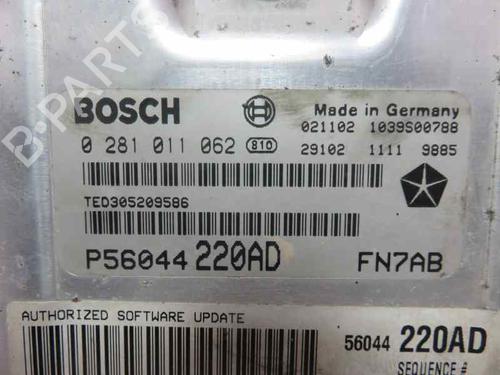 BOSCH
Made in Germany
021102 1039S00788
0 281 011 062 810
29102 1111 9885
TED305209586
P56044 220AD FN7AB
AUTHORIZED SOFTWARE UPDATE
56044 220AD
SEQUENCE #
B-PARTS